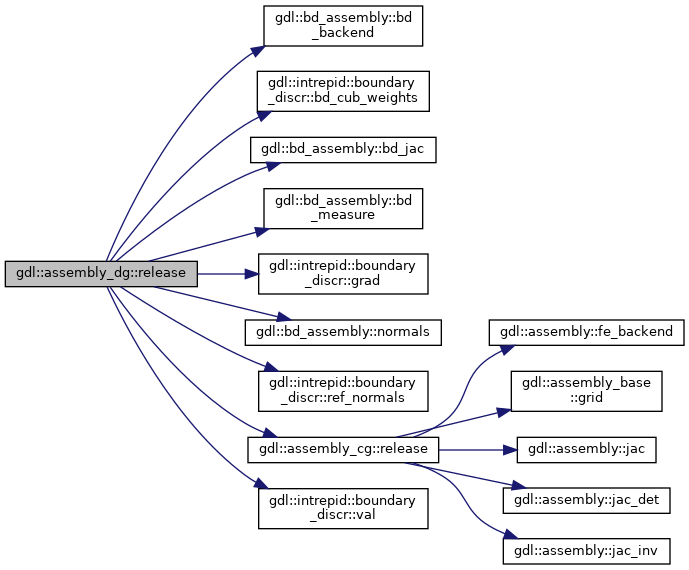 gdl::assembly_dg::release
gdl::bd_assembly::bd
_backend
gdl::intrepid::boundary
_discr::bd_cub_weights
gdl::bd_assembly::bd_jac
gdl::bd_assembly::bd
_measure
gdl::intrepid::boundary
_discr::grad
gdl::bd_assembly::normals
gdl::intrepid::boundary
_discr::ref_normals
gdl::assembly_cg::release
gdl::intrepid::boundary
_discr::val
gdl::assembly::fe_backend
gdl::assembly_base
::grid
gdl::assembly::jac
gdl::assembly::jac_det
gdl::assembly::jac_inv